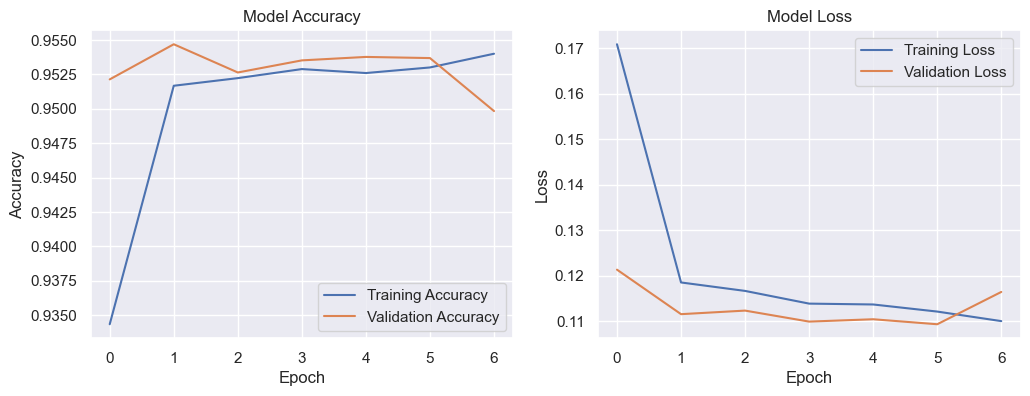 Model Accuracy
0.9550
0.9525
0.9500
0.9475
0.9450
0.9425
0.9400
0.9375
0.9350
Accuracy
Training Accuracy
Validation Accuracy
0 1 2 3 4 5 6
Epoch
Model Loss
0.17
0.16
0.15
0.14
0.13
0.12
0.11
Loss
Training Loss
Validation Loss
0 1 2 3 4 5 6
Epoch